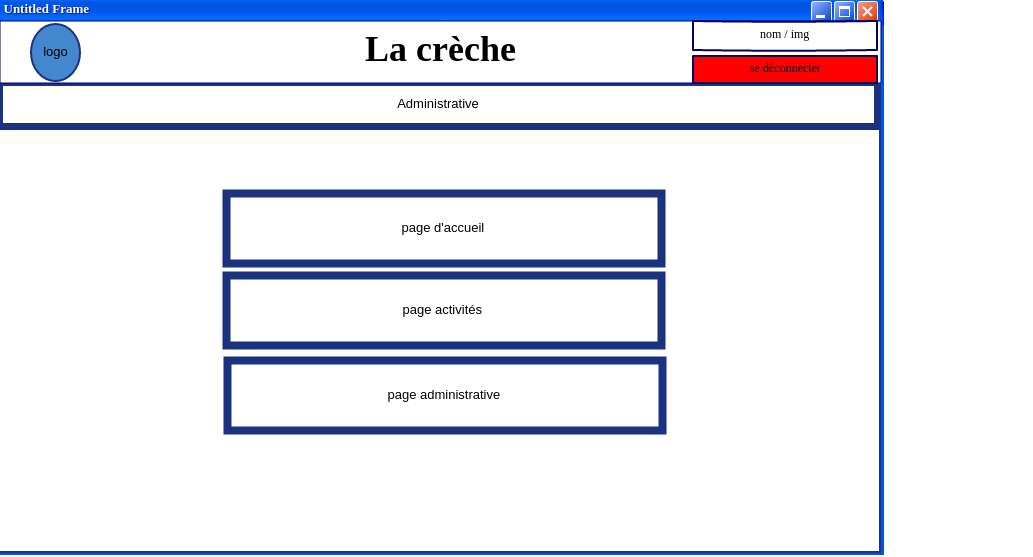 Untitled Frame
logo
La crèche
nom / img
se déconnecter
Administrative
page d'accueil
page activités
page administrative